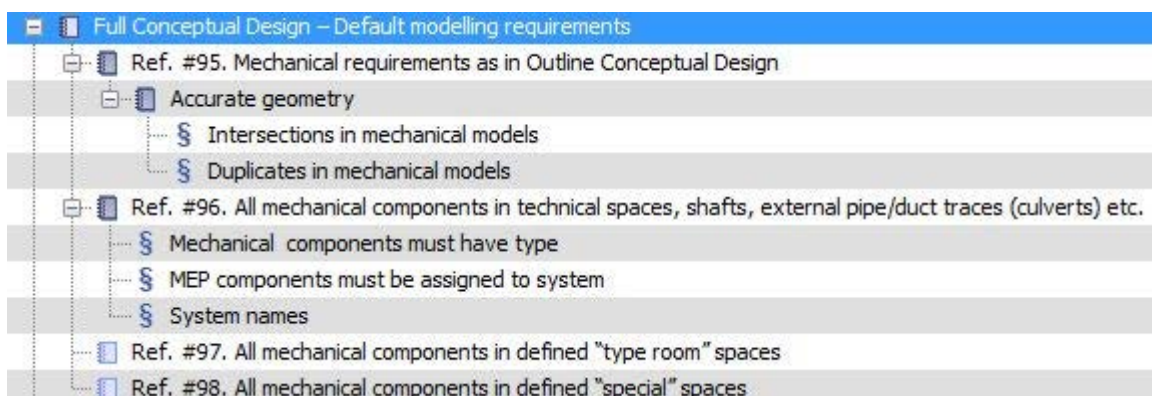 Full Conceptual Design – Default modelling requirements
Ref. #95. Mechanical requirements as in Outline Conceptual Design
Accurate geometry
§ Intersections in mechanical models
§ Duplicates in mechanical models
Ref. #96. All mechanical components in technical spaces, shafts, external pipe/duct traces (culverts) etc.
§ Mechanical  components must have type
§ MEP components must be assigned to system
§ System names
Ref. #97. All mechanical components in defined “type room” spaces
Ref. #98. All mechanical components in defined “special” spaces